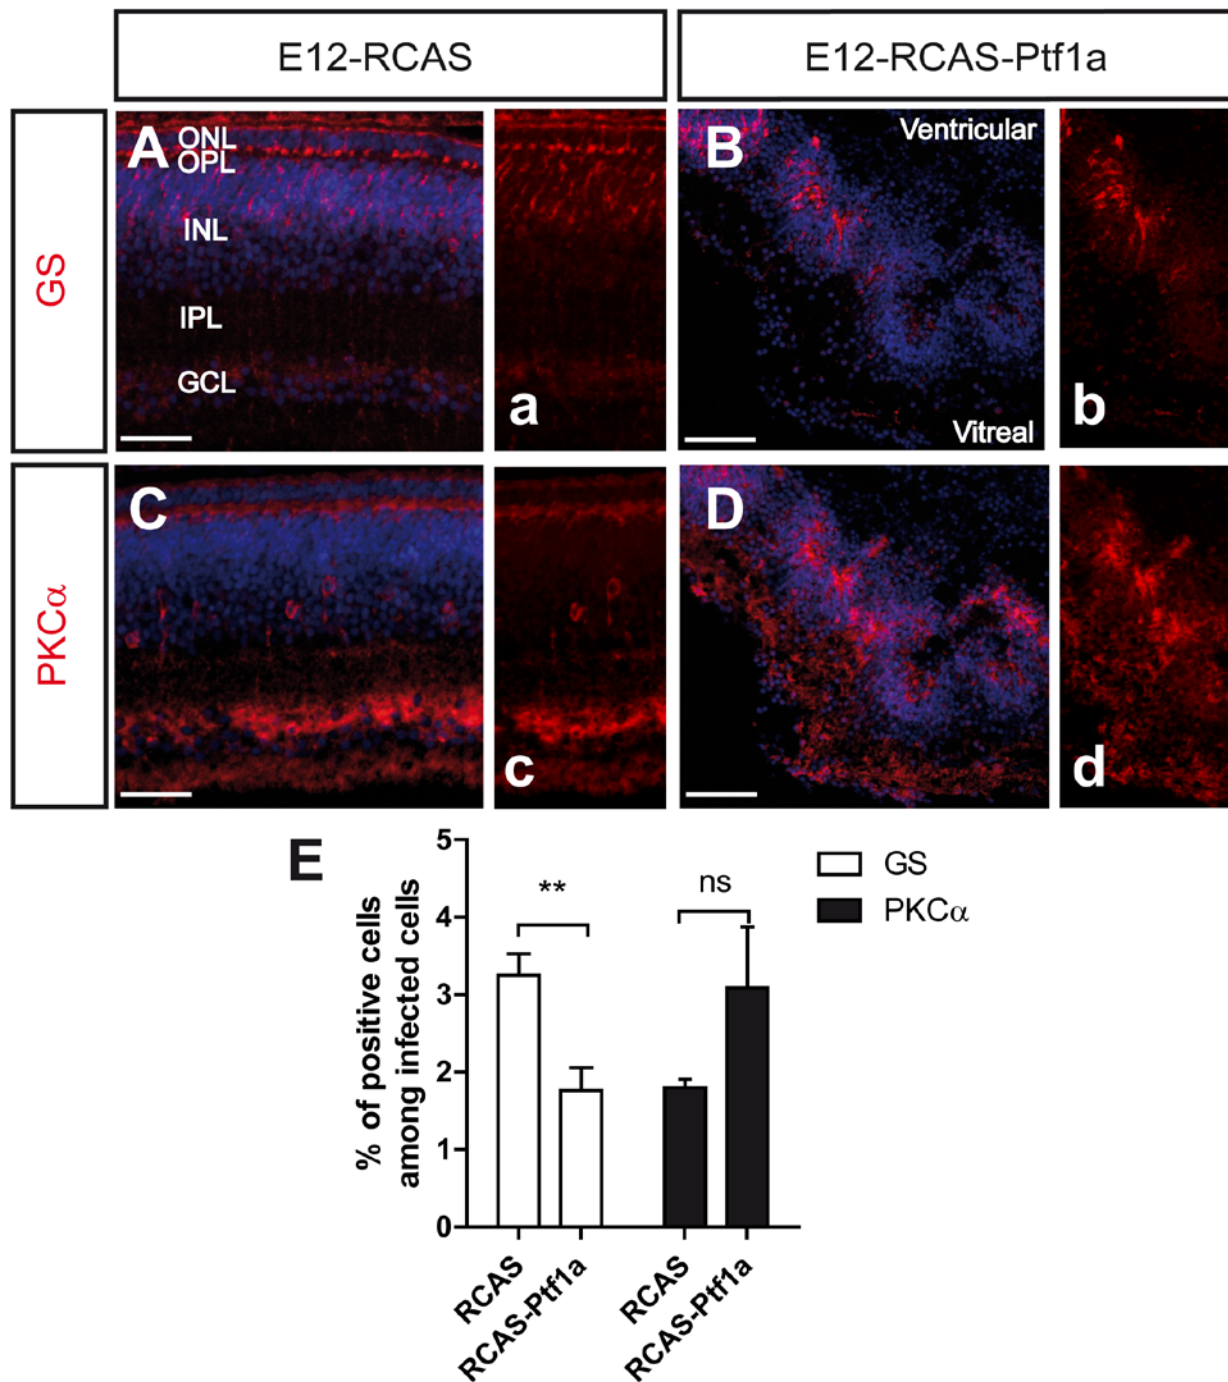 E12-RCAS
E12-RCAS-Ptf1a
GS
A
ONL
OPL
INL
IPL
GCL
a
B
Ventricular
Vitreal
b
PKCα
C
c
D
d
E
% of positive cells
among infected cells
5
4
3
2
1
0
**
ns
GS
PKCα
RCAS
RCAS-Ptf1a
RCAS
RCAS-Ptf1a